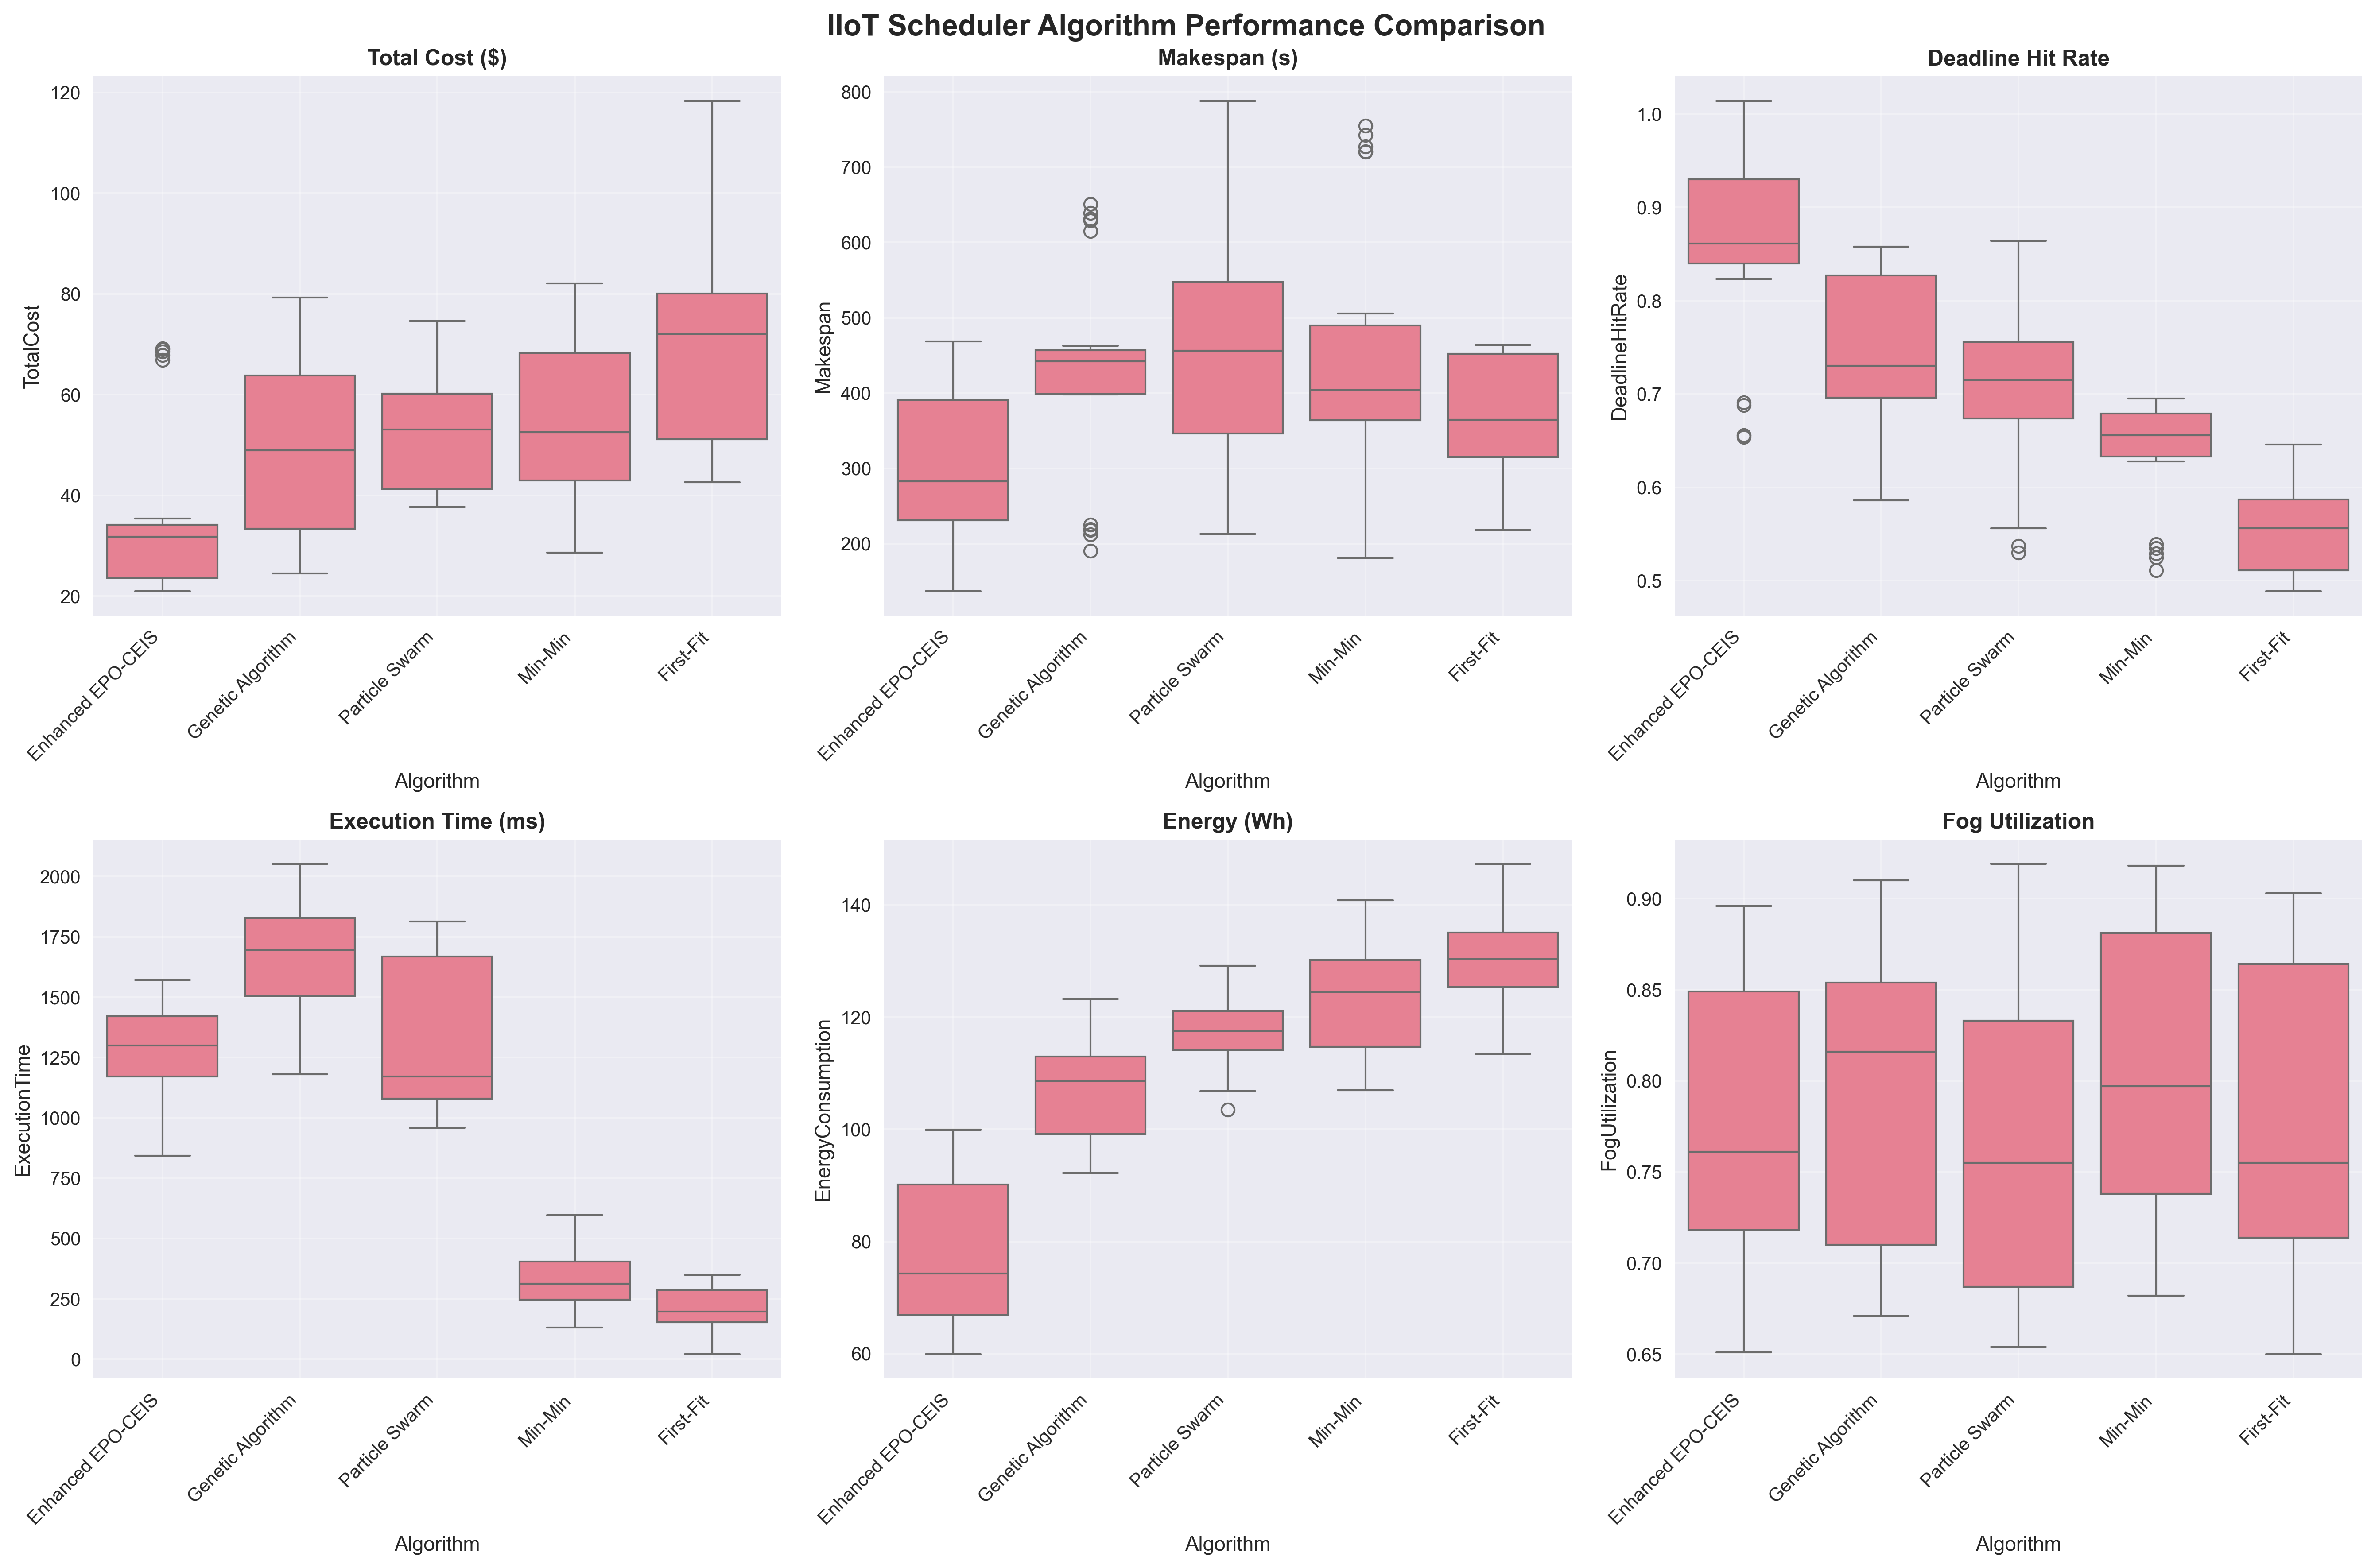 IIoT Scheduler Algorithm Performance Comparison
Total Cost ($)
TotalCost
120
100
80
60
40
20
Enhanced EPO-CEIS
Genetic Algorithm
Particle Swarm
Min-Min
First-Fit
Algorithm
Makespan (s)
Makespan
800
700
600
500
400
300
200
Enhanced EPO-CEIS
Genetic Algorithm
Particle Swarm
Min-Min
First-Fit
Algorithm
Deadline Hit Rate
DeadlineHitRate
1.0
0.9
0.8
0.7
0.6
0.5
Enhanced EPO-CEIS
Genetic Algorithm
Particle Swarm
Min-Min
First-Fit
Algorithm
Execution Time (ms)
ExecutionTime
2000
1750
1500
1250
1000
750
500
250
0
Enhanced EPO-CEIS
Genetic Algorithm
Particle Swarm
Min-Min
First-Fit
Algorithm
Energy (Wh)
EnergyConsumption
140
120
100
80
60
Enhanced EPO-CEIS
Genetic Algorithm
Particle Swarm
Min-Min
First-Fit
Algorithm
Fog Utilization
FogUtilization
0.90
0.85
0.80
0.75
0.70
0.65
Enhanced EPO-CEIS
Genetic Algorithm
Particle Swarm
Min-Min
First-Fit
Algorithm